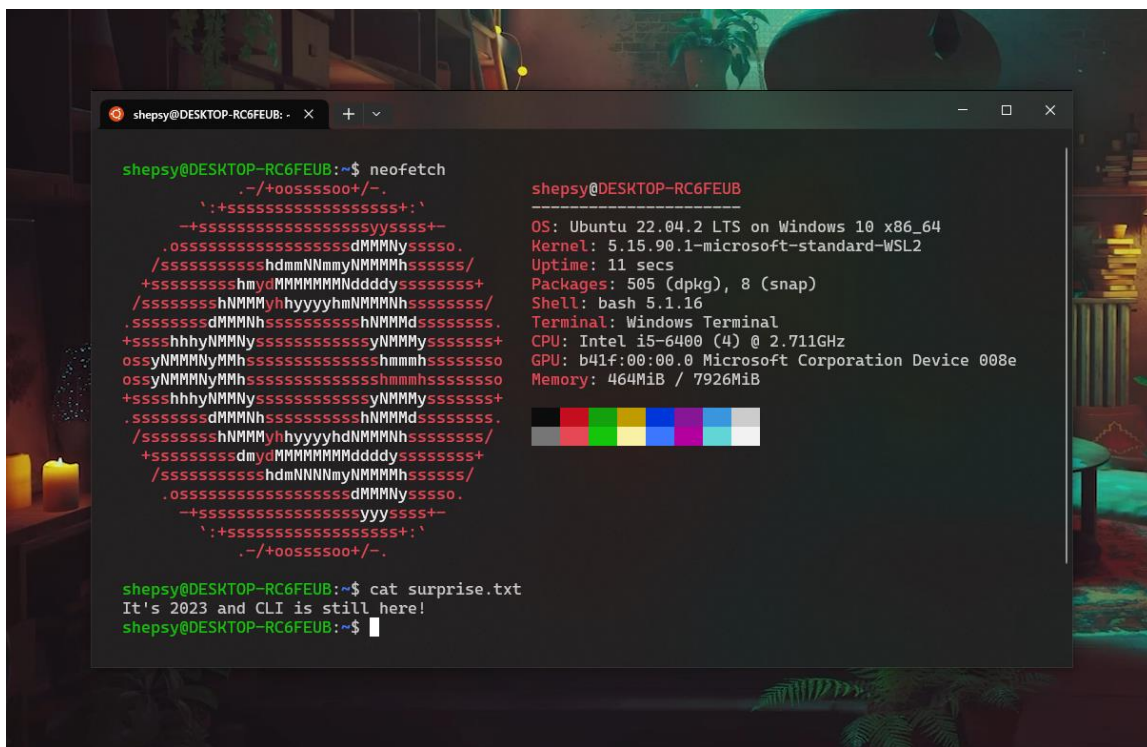 shepsy@DESKTOP-RC6FEUB: -
shepsy@DESKTOP-RC6FEUB:~$ neofetch
.-/+oossssoo+/-.
`:+ssssssssssssssssss+:`
-+ssssssssssssssssssyyssss+-
.ossssssssssssssssssdMMMNysssso.
/ssssssssssshdmmNNmmyNMMMMhssssss/
+ssssssssshmydMMMMMMMNddddyssssssss+
/sssssssshNMMMyhhyyyyhmNMMMNhssssssss/
.ssssssssdMMMNhsssssssssshNMMMdssssssss.
+sssshhhyNMMNyssssssssssssyNMMMysssssss+
ossyNMMMNyMMhsssssssssssssshmmmhssssssso
ossyNMMMNyMMhsssssssssssssshmmmhssssssso
+sssshhhyNMMNyssssssssssssyNMMMysssssss+
.ssssssssdMMMNhsssssssssshNMMMdssssssss.
/sssssssshNMMMyhhyyyyhdNMMMNhssssssss/
+sssssssssdmydMMMMMMMMddddyssssssss+
/ssssssssssshdmNNNNmyNMMMMhssssss/
.ossssssssssssssssssdMMMNysssso.
-+sssssssssssssssssyyyssss+-
`:+ssssssssssssssssss+:`
.-/+oossssoo+/-.
shepsy@DESKTOP-RC6FEUB
----------------------
OS: Ubuntu 22.04.2 LTS on Windows 10 x86_64
Kernel: 5.15.90.1-microsoft-standard-WSL2
Uptime: 11 secs
Packages: 505 (dpkg), 8 (snap)
Shell: bash 5.1.16
Terminal: Windows Terminal
CPU: Intel i5-6400 (4) @ 2.711GHz
GPU: b41f:00:00.0 Microsoft Corporation Device 008e
Memory: 464MiB / 7926MiB
shepsy@DESKTOP-RC6FEUB:~$ cat surprise.txt
It's 2023 and CLI is still here!
shepsy@DESKTOP-RC6FEUB:~$